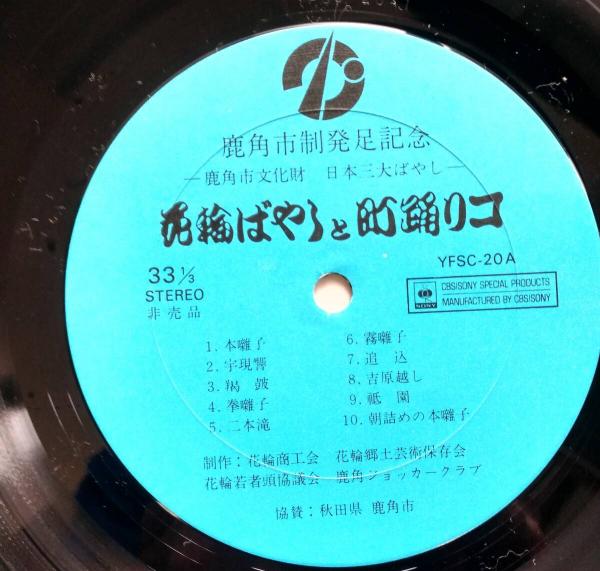 鹿角市制発足記念
—鹿角市文化財 日本三大ばやし—
花輪ばやしと町踊りコ
33 1/3
STEREO
非売品
YFSC-20A
SONY
CBS/SONY SPECIAL PRODUCTS
MANUFACTURED BY CBS/SONY
1. 本囃子
2. 宇現響
3. 羯皷
4. 拳囃子
5. 二本滝
6. 霧囃子
7. 追込
8. 吉原越し
9. 祗園
10. 朝詰めの本囃子
制作：花輪商工会 花輪郷土芸術保存会
花輪若者頭協議会 鹿角ジョッカークラブ
協賛：秋田県 鹿角市